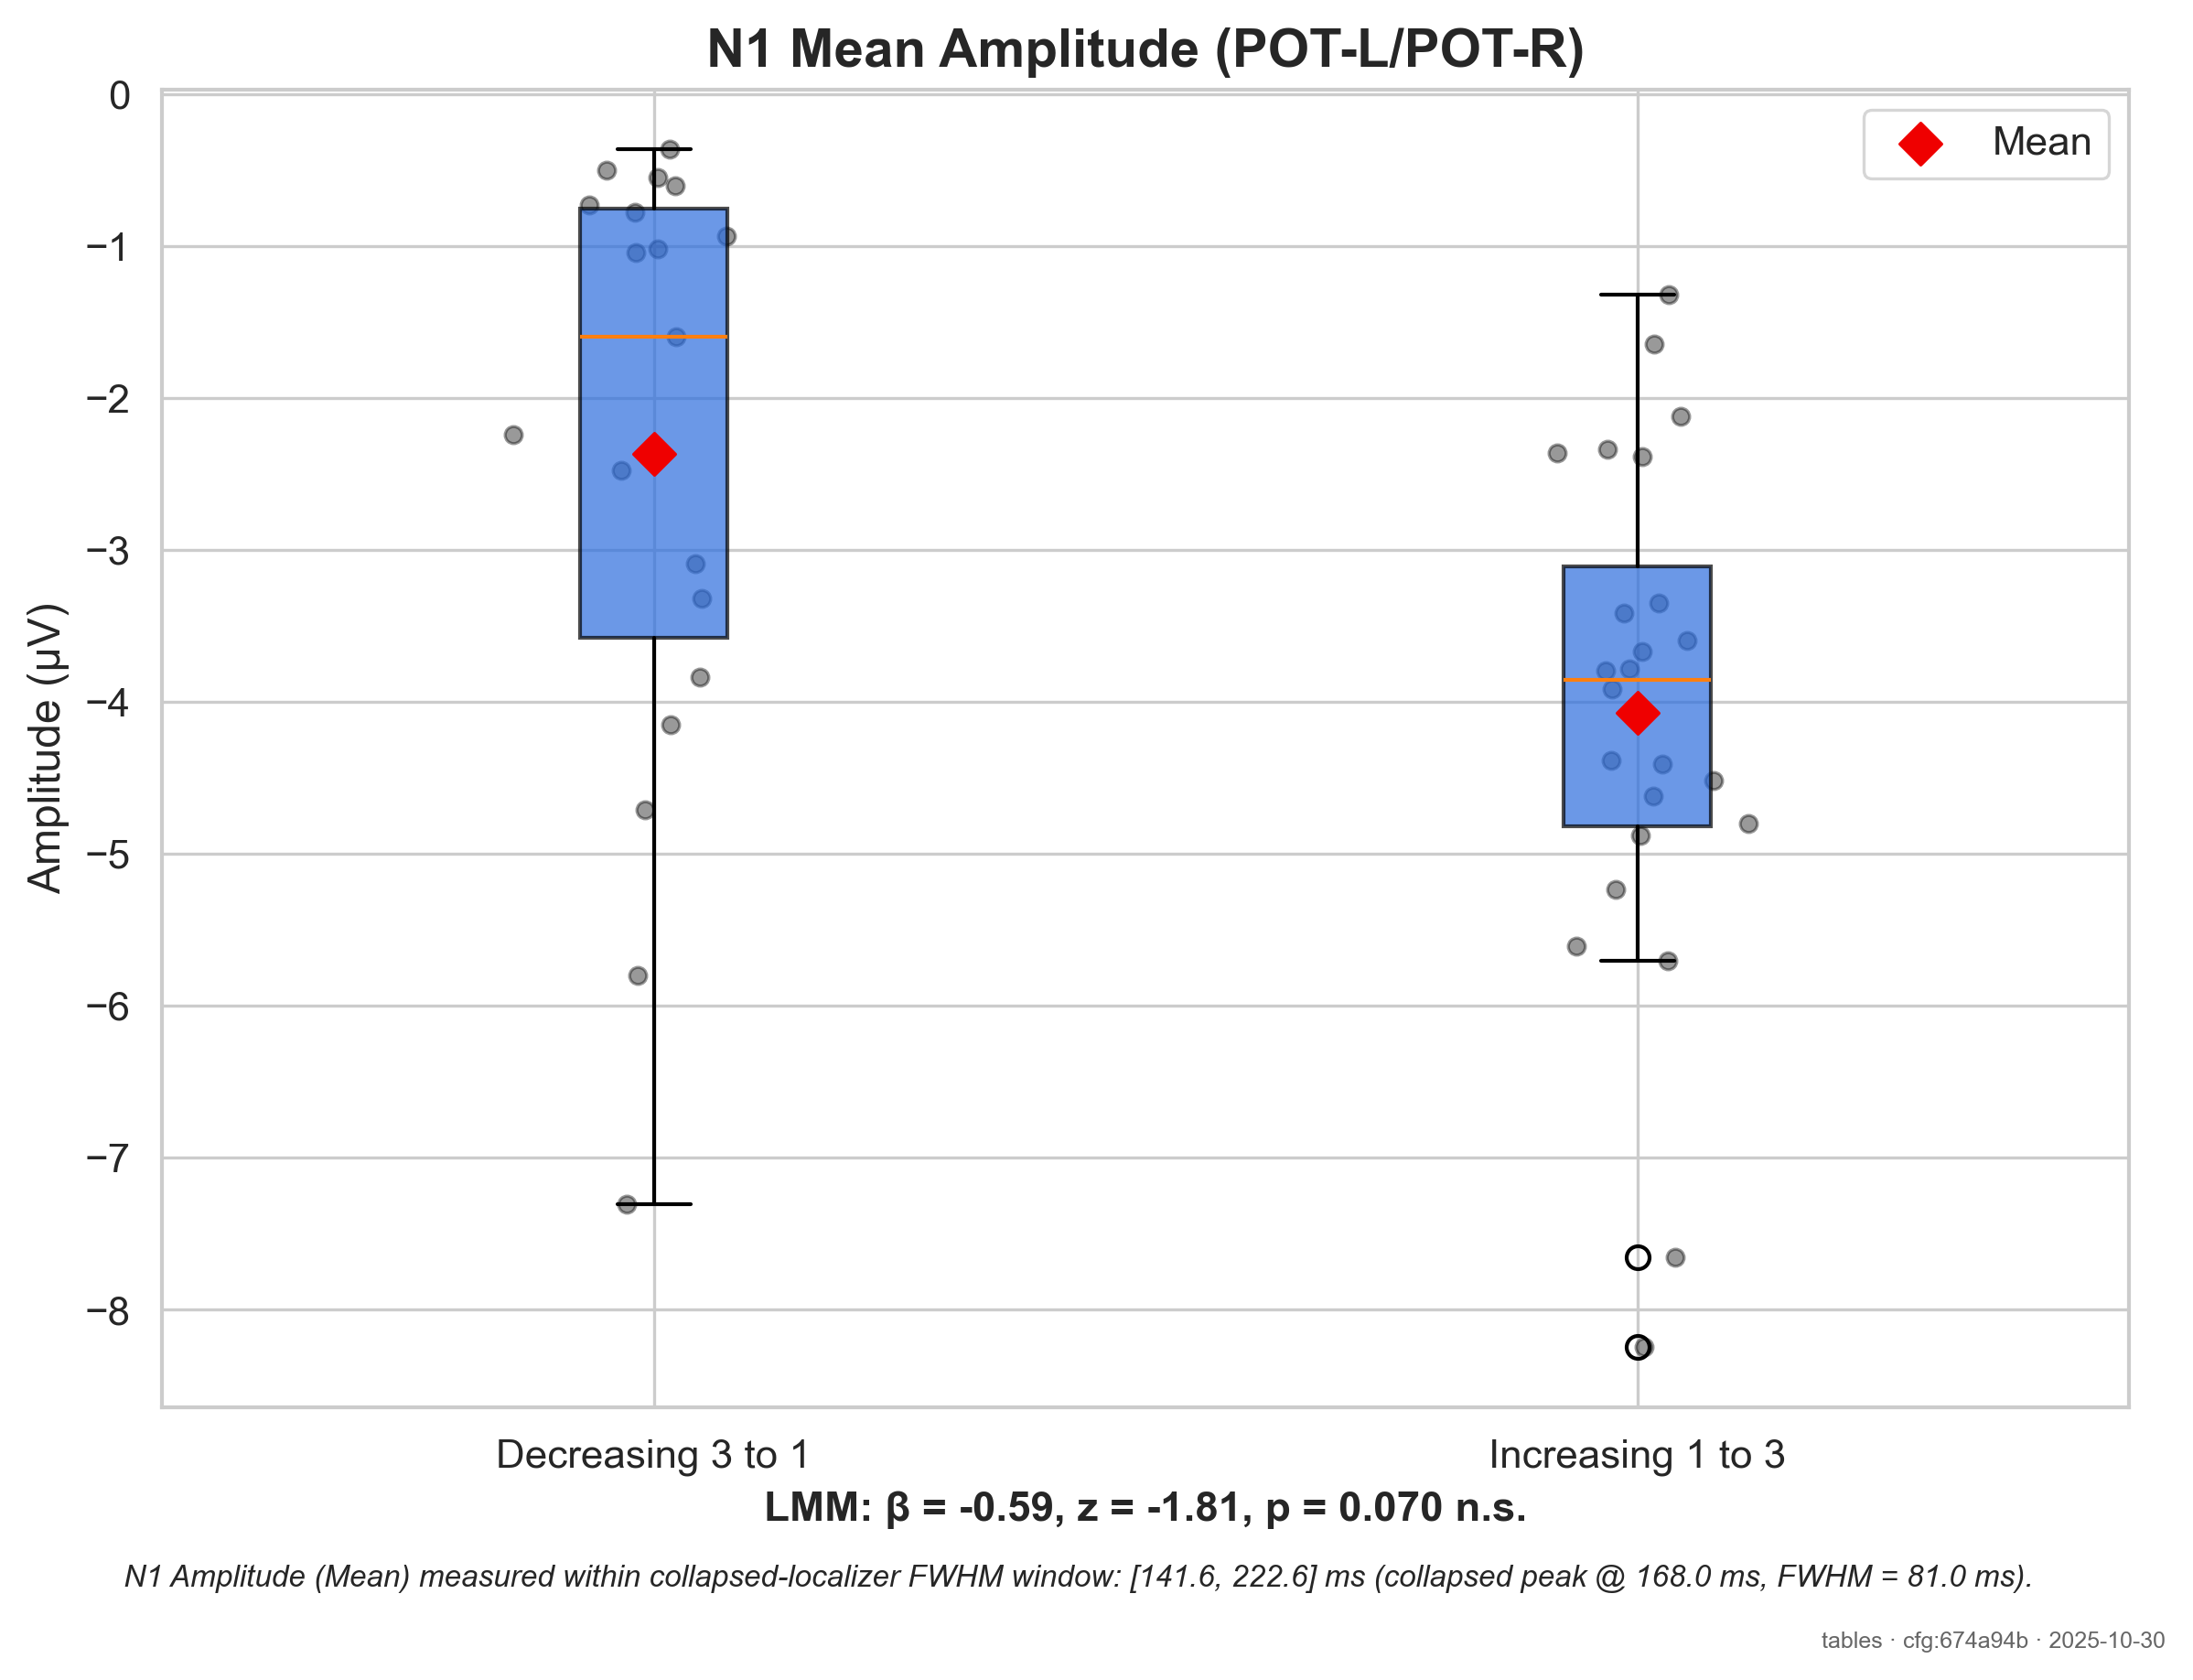 N1 Mean Amplitude (POT-L/POT-R)
Mean
Amplitude (μV)
0
−1
−2
−3
−4
−5
−6
−7
−8
Decreasing 3 to 1
Increasing 1 to 3
LMM: β = -0.59, z = -1.81, p = 0.070 n.s.
N1 Amplitude (Mean) measured within collapsed-localizer FWHM window: [141.6, 222.6] ms (collapsed peak @ 168.0 ms, FWHM = 81.0 ms).
tables · cfg:674a94b · 2025-10-30